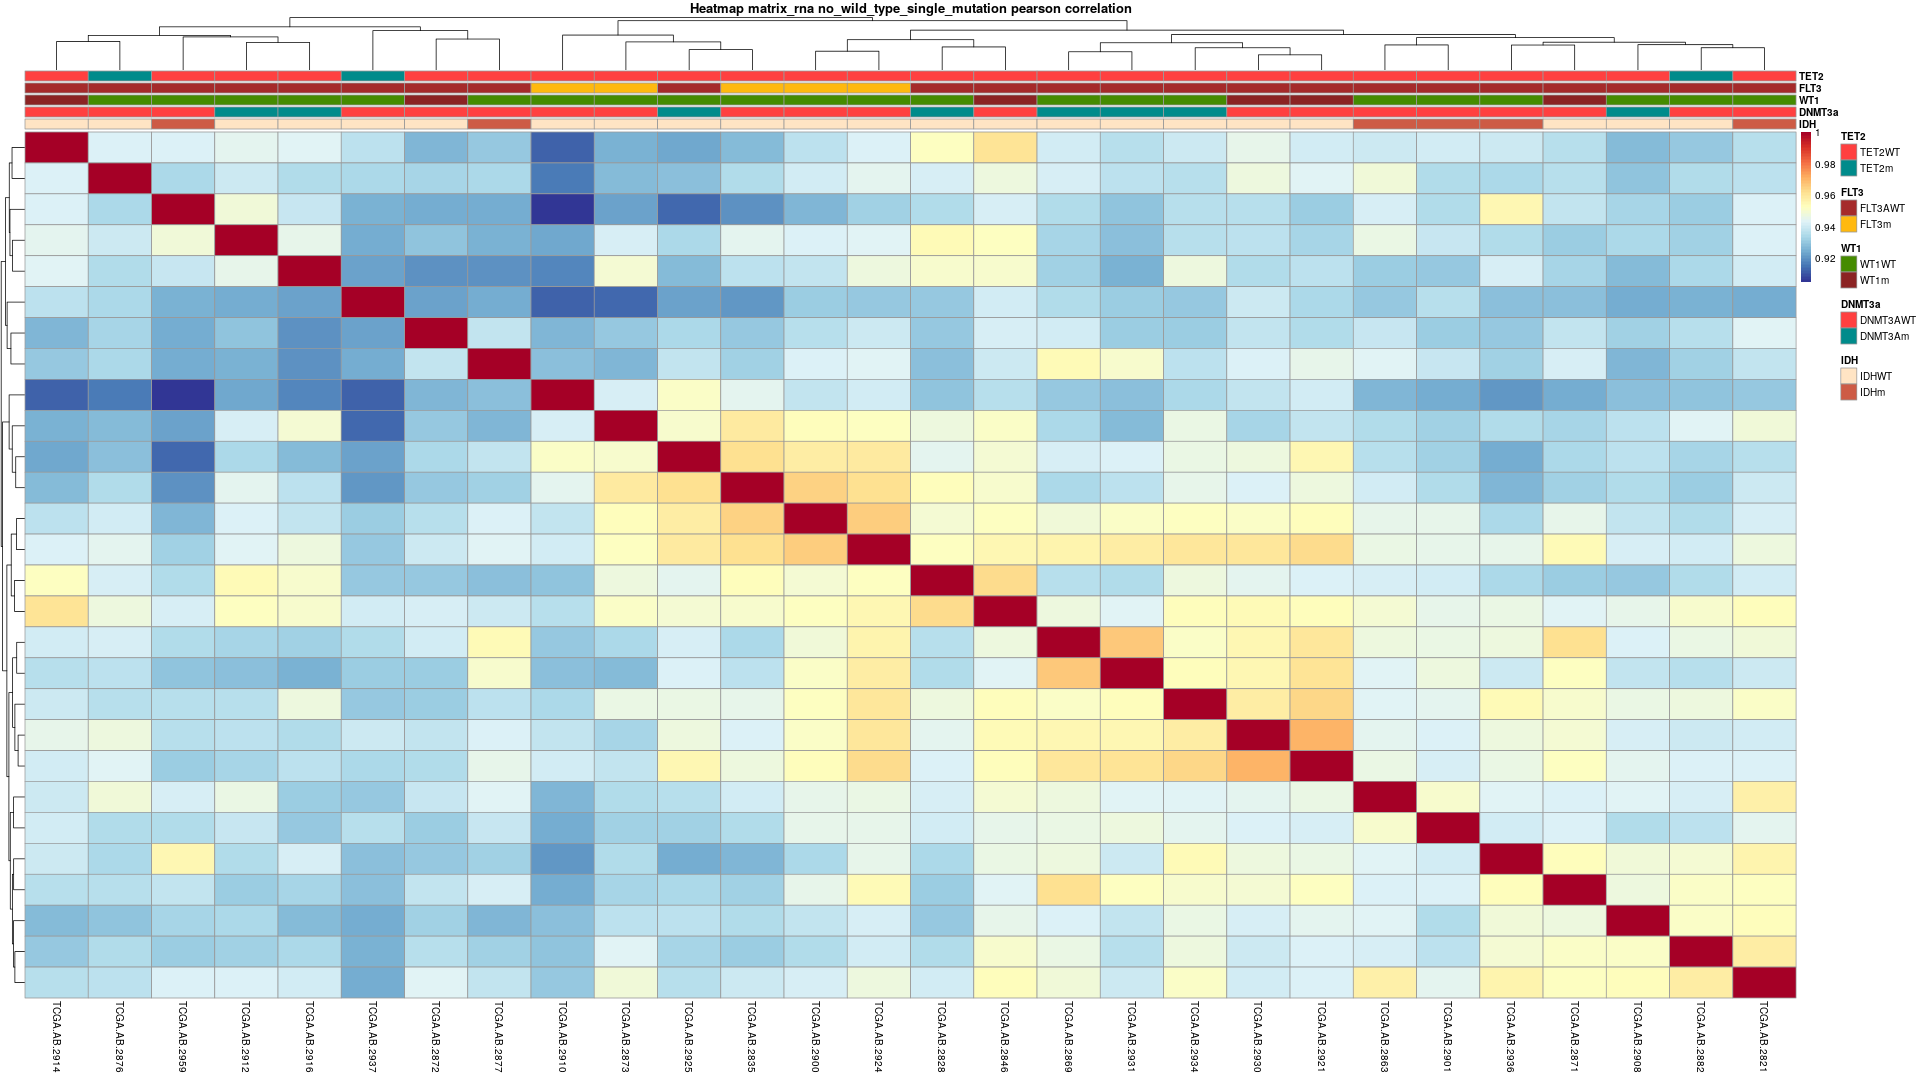 Heatmap matrix_rna no_wild_type_single_mutation pearson correlation
TET2
FLT3
WT1
DNMT3a
IDH
1
0.98
0.96
0.94
0.92
TET2
TET2WT
TET2m
FLT3
FLT3AWT
FLT3m
WT1
WT1WT
WT1m
DNMT3a
DNMT3AWT
DNMT3Am
IDH
IDHWT
IDHm
TCGA.AB.2914
TCGA.AB.2876
TCGA.AB.2959
TCGA.AB.2912
TCGA.AB.2916
TCGA.AB.2937
TCGA.AB.2872
TCGA.AB.2877
TCGA.AB.2910
TCGA.AB.2873
TCGA.AB.2925
TCGA.AB.2835
TCGA.AB.2900
TCGA.AB.2924
TCGA.AB.2828
TCGA.AB.2846
TCGA.AB.2869
TCGA.AB.2931
TCGA.AB.2934
TCGA.AB.2930
TCGA.AB.2921
TCGA.AB.2863
TCGA.AB.2901
TCGA.AB.2936
TCGA.AB.2871
TCGA.AB.2908
TCGA.AB.2882
TCGA.AB.2821